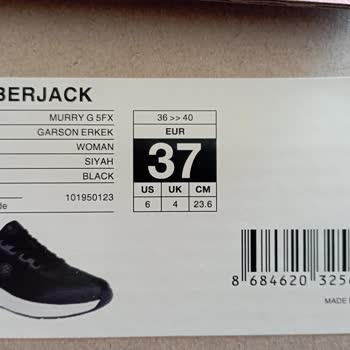 BERJACK
MURRY G 5FX
GARSON ERKEK
WOMAN
SIYAH
BLACK
101950123
de
36 >> 40
EUR
37
US UK CM
6 4 23.6
8 684620 325
MADE